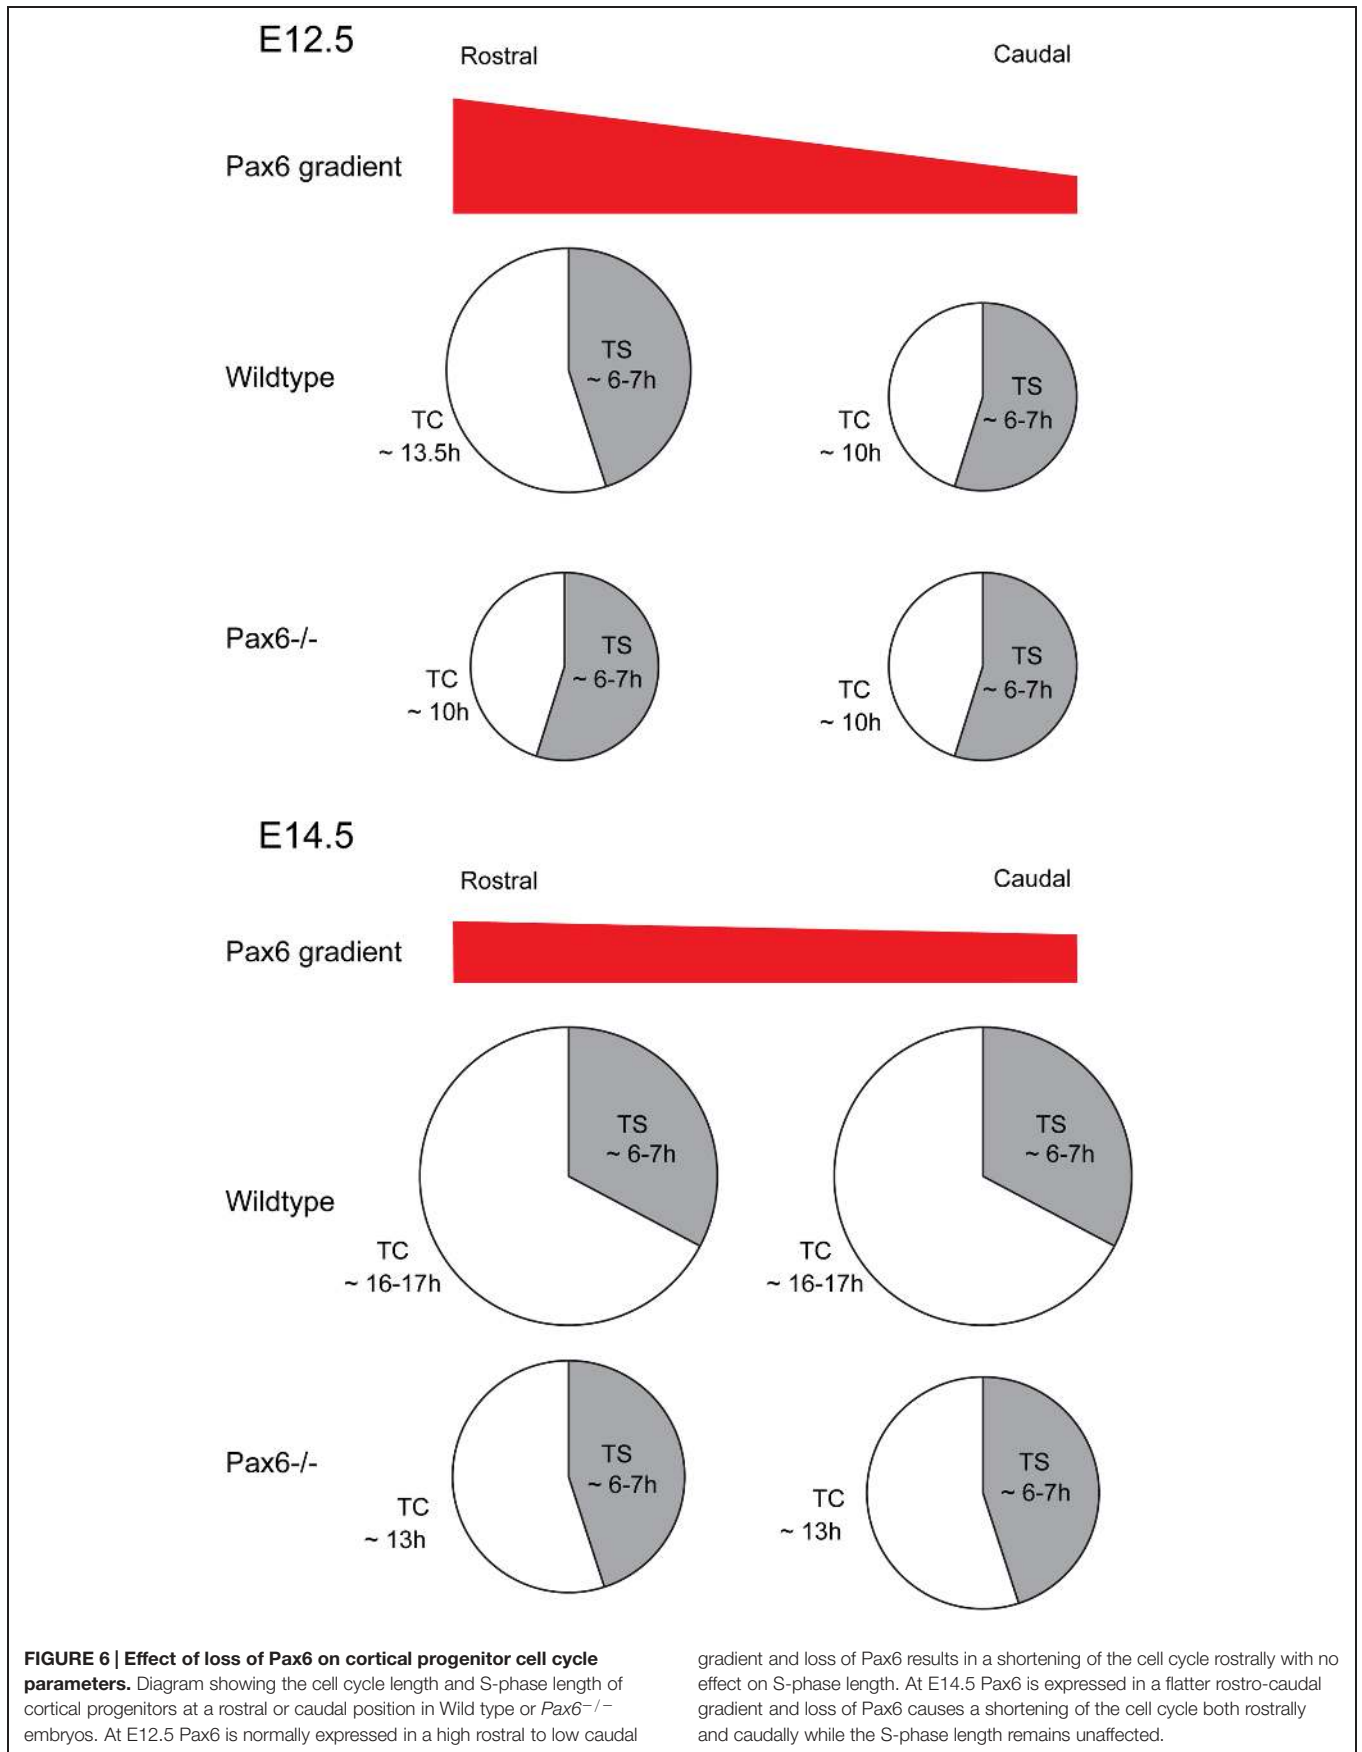 E12.5
Rostral
Caudal
Pax6 gradient
Wildtype
TS
~ 6-7h
TC
~ 13.5h
TS
~ 6-7h
TC
~ 10h
Pax6-/-
TS
~ 6-7h
TC
~ 10h
TS
~ 6-7h
TC
~ 10h
E14.5
Rostral
Caudal
Pax6 gradient
Wildtype
TS
~ 6-7h
TC
~ 16-17h
TS
~ 6-7h
TC
~ 16-17h
Pax6-/-
TS
~ 6-7h
TC
~ 13h
TS
~ 6-7h
TC
~ 13h
FIGURE 6 | Effect of loss of Pax6 on cortical progenitor cell cycle
parameters. Diagram showing the cell cycle length and S-phase length of
cortical progenitors at a rostral or caudal position in Wild type or Pax6−/−
embryos. At E12.5 Pax6 is normally expressed in a high rostral to low caudal
gradient and loss of Pax6 results in a shortening of the cell cycle rostrally with no
effect on S-phase length. At E14.5 Pax6 is expressed in a flatter rostro-caudal
gradient and loss of Pax6 causes a shortening of the cell cycle both rostrally
and caudally while the S-phase length remains unaffected.